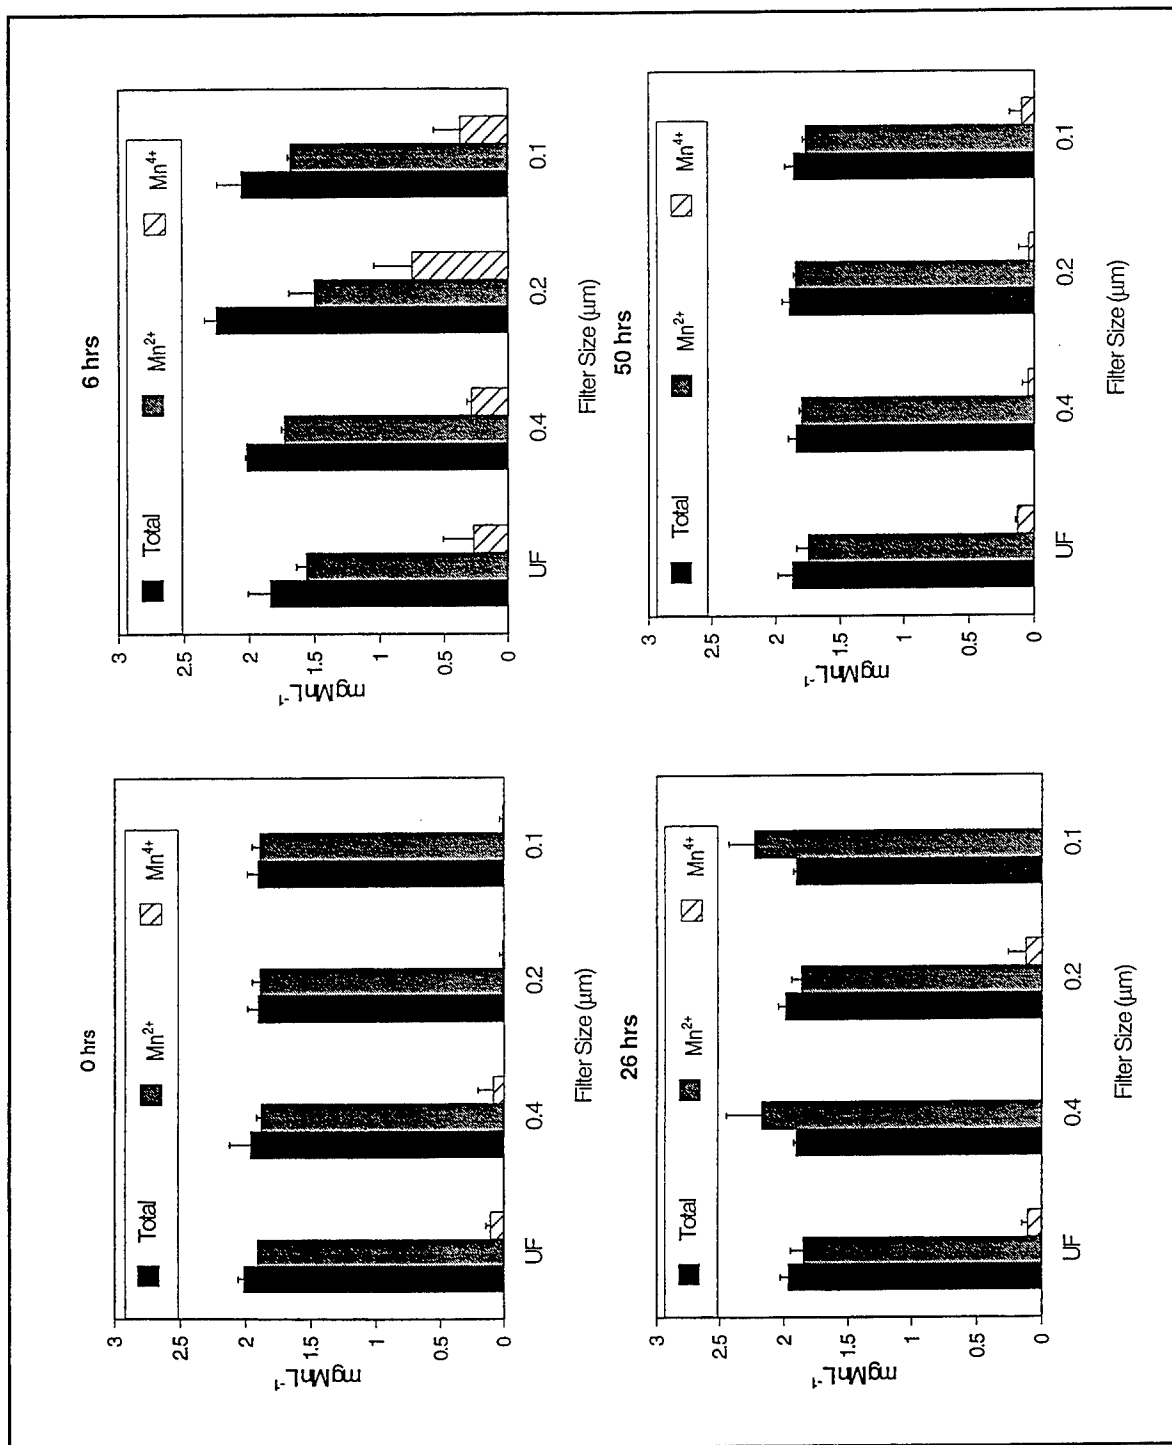 0 hrs
Total Mn²⁺ Mn⁴⁺
3
2.5
2
1.5
1
0.5
0
mgMnL⁻¹
UF 0.4 0.2 0.1
Filter Size (µm)
6 hrs
Total Mn²⁺ Mn⁴⁺
3
2.5
2
1.5
1
0.5
0
mgMnL⁻¹
UF 0.4 0.2 0.1
Filter Size (µm)
26 hrs
Total Mn²⁺ Mn⁴⁺
3
2.5
2
1.5
1
0.5
0
mgMnL⁻¹
UF 0.4 0.2 0.1
Filter Size (µm)
50 hrs
Total Mn²⁺ Mn⁴⁺
3
2.5
2
1.5
1
0.5
0
mgMnL⁻¹
UF 0.4 0.2 0.1
Filter Size (µm)